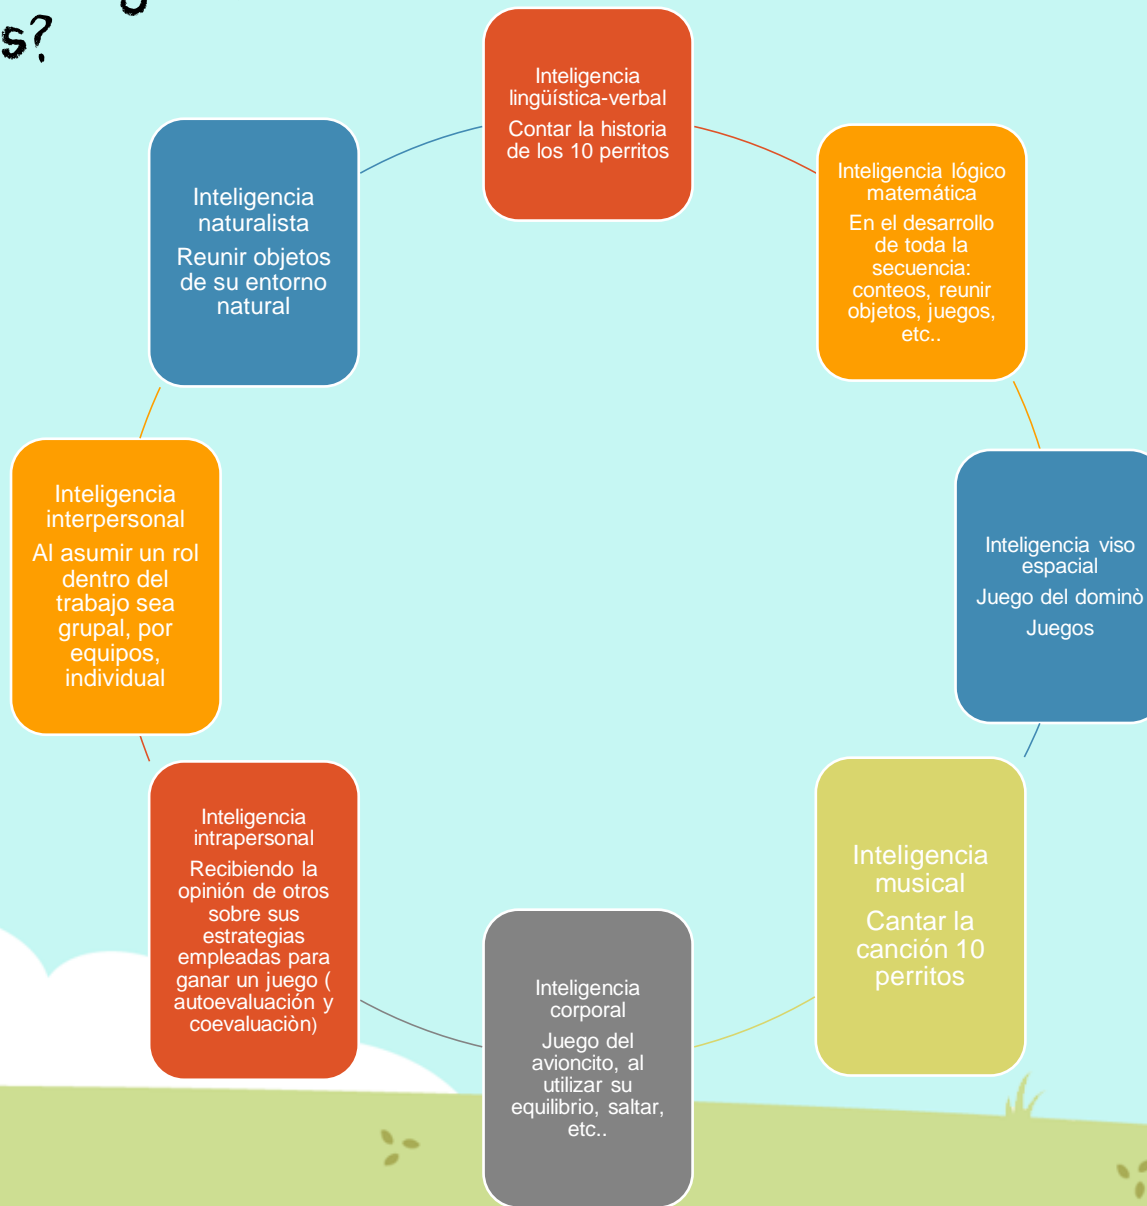 s?
Inteligencia
lingüística-verbal
Contar la historia
de los 10 perritos
Inteligencia lógico
matemática
En el desarrollo
de toda la
secuencia:
conteos, reunir
objetos, juegos,
etc..
Inteligencia viso
espacial
Juego del dominò
Juegos
Inteligencia
musical
Cantar la
canción 10
perritos
Inteligencia
corporal
Juego del
avioncito, al
utilizar su
equilibrio, saltar,
etc..
Inteligencia
intrapersonal
Recibiendo la
opinión de otros
sobre sus
estrategias
empleadas para
ganar un juego (
autoevaluación y
coevaluaciòn)
Inteligencia
interpersonal
Al asumir un rol
dentro del
trabajo sea
grupal, por
equipos,
individual
Inteligencia
naturalista
Reunir objetos
de su entorno
natural